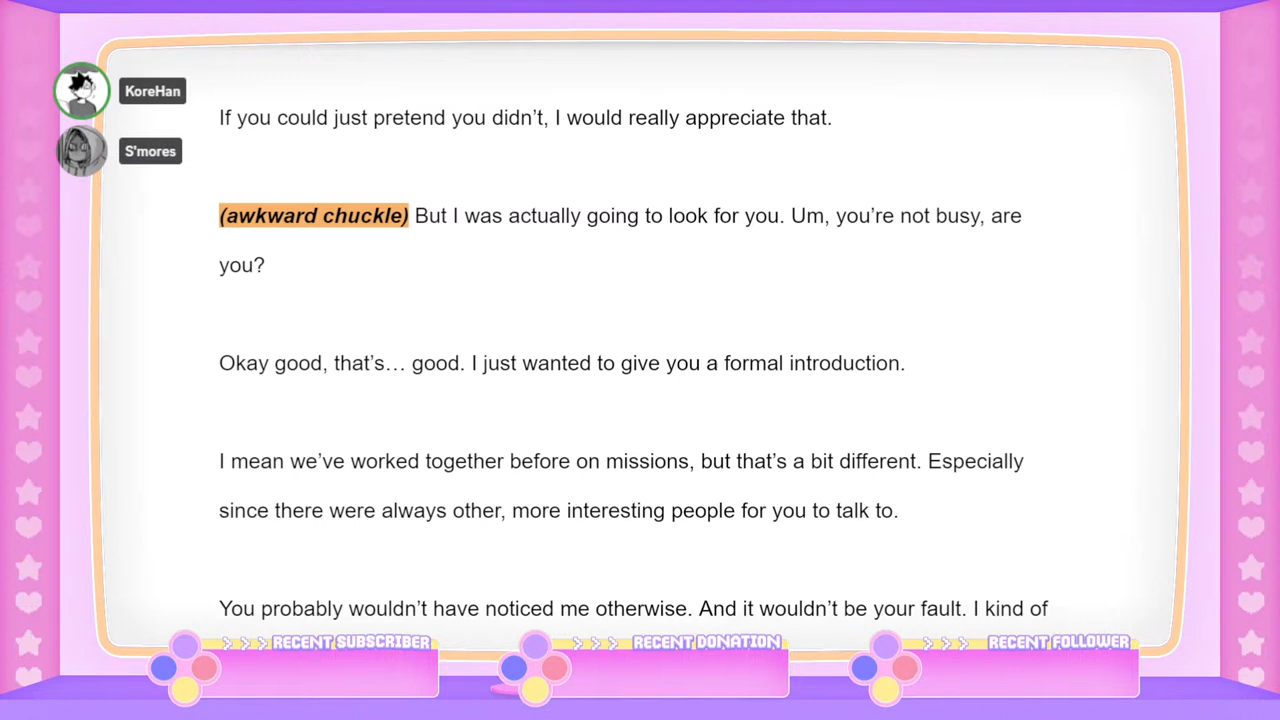 KoreHan
S'mores
If you could just pretend you didn’t, I would really appreciate that.
(awkward chuckle) But I was actually going to look for you. Um, you’re not busy, are
you?
Okay good, that’s… good. I just wanted to give you a formal introduction.
I mean we’ve worked together before on missions, but that’s a bit different. Especially
since there were always other, more interesting people for you to talk to.
You probably wouldn’t have noticed me otherwise. And it wouldn’t be your fault. I kind of
> > > RECENT SUBSCRIBER
> > > RECENT DONATION
> > > RECENT FOLLOWER